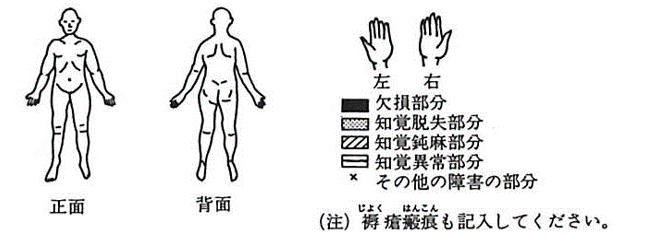 正面
背面
左 右
欠損部分
知覚脱失部分
知覚鈍麻部分
知覚異常部分
× その他の障害の部分
じょく はんこん
(注) 褥瘡瘢痕も記入してください。